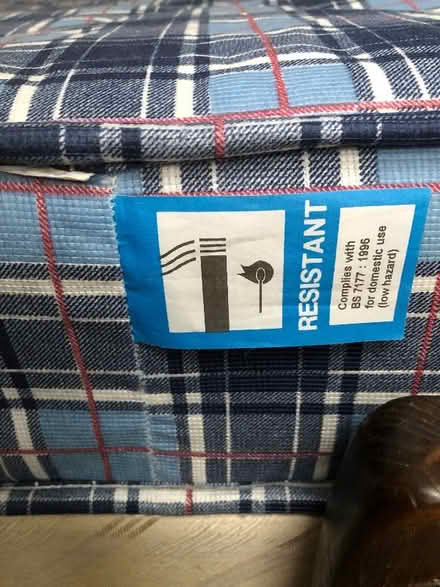 RESISTANT
Complies with
BS 7177 : 1996
for domestic use
(low hazard)